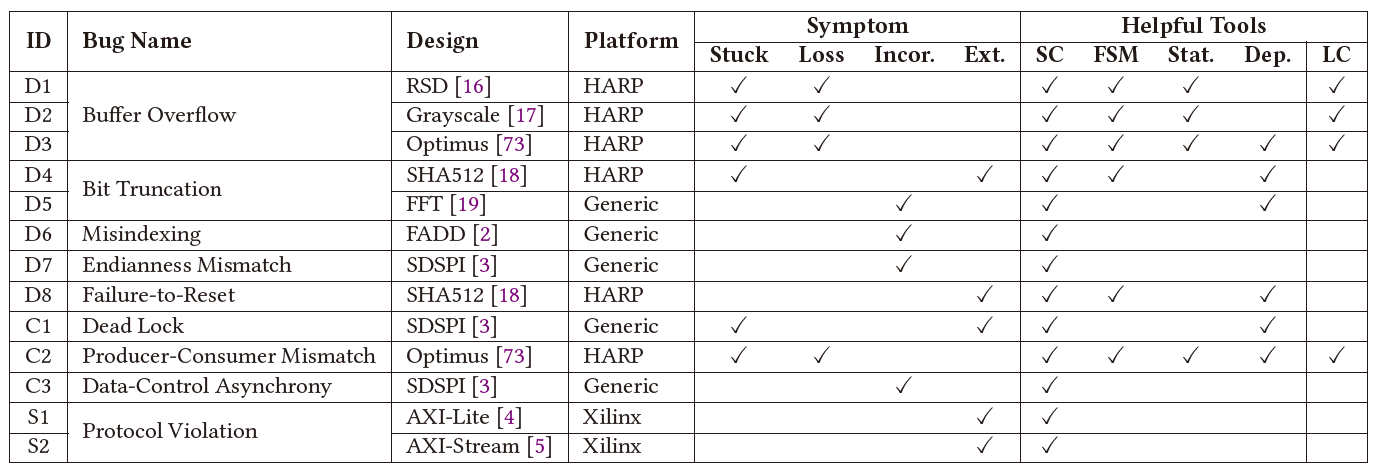 ID Bug Name Design Platform Symptom Helpful Tools
Stuck Loss Incor. Ext. SC FSM Stat. Dep. LC
D1 Buffer Overflow RSD [16] HARP ✓ ✓ ✓ ✓ ✓ ✓
D2 Grayscale [17] HARP ✓ ✓ ✓ ✓ ✓ ✓
D3 Optimus [73] HARP ✓ ✓ ✓ ✓ ✓ ✓ ✓
D4 Bit Truncation SHA512 [18] HARP ✓ ✓ ✓ ✓ ✓
D5 FFT [19] Generic ✓ ✓ ✓
D6 Misindexing FADD [2] Generic ✓ ✓
D7 Endianness Mismatch SDSPI [3] Generic ✓ ✓
D8 Failure-to-Reset SHA512 [18] HARP ✓ ✓ ✓ ✓
C1 Dead Lock SDSPI [3] Generic ✓ ✓ ✓ ✓
C2 Producer-Consumer Mismatch Optimus [73] HARP ✓ ✓ ✓ ✓ ✓ ✓ ✓
C3 Data-Control Asynchrony SDSPI [3] Generic ✓ ✓
S1 Protocol Violation AXI-Lite [4] Xilinx ✓ ✓
S2 AXI-Stream [5] Xilinx ✓ ✓